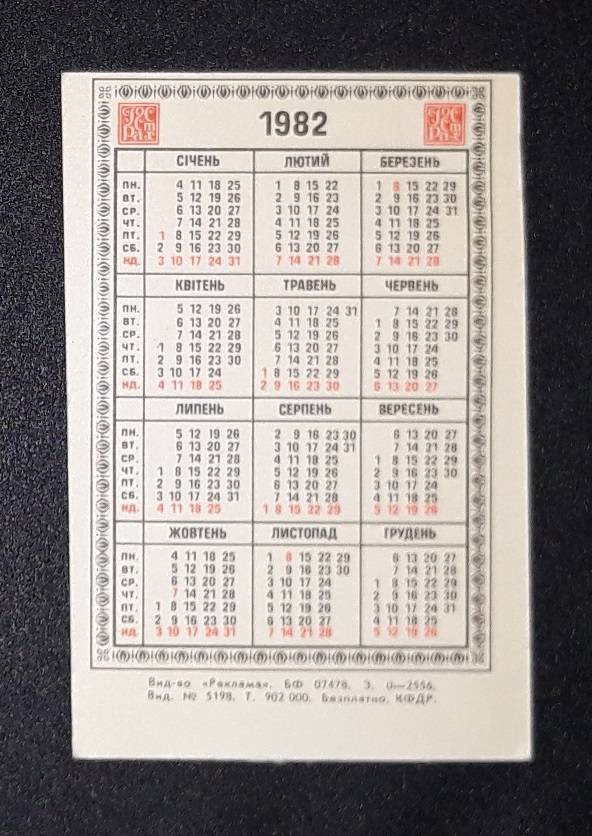 ДЕРЖ СТРАХ
1982
ДЕРЖ СТРАХ
СІЧЕНЬ ЛЮТИЙ БЕРЕЗЕНЬ
ПН. 4 11 18 25 1 8 15 22 1 8 15 22 29
ВТ. 5 12 19 26 2 9 16 23 2 9 16 23 30
СР. 6 13 20 27 3 10 17 24 3 10 17 24 31
ЧТ. 7 14 21 28 4 11 18 25 4 11 18 25
ПТ. 1 8 15 22 29 5 12 19 26 5 12 19 26
СБ. 2 9 16 23 30 6 13 20 27 6 13 20 27
НД. 3 10 17 24 31 7 14 21 28 7 14 21 28
КВІТЕНЬ ТРАВЕНЬ ЧЕРВЕНЬ
ПН. 5 12 19 26 3 10 17 24 31 7 14 21 28
ВТ. 6 13 20 27 4 11 18 25 1 8 15 22 29
СР. 7 14 21 28 5 12 19 26 2 9 16 23 30
ЧТ. 1 8 15 22 29 6 13 20 27 3 10 17 24
ПТ. 2 9 16 23 30 7 14 21 28 4 11 18 25
СБ. 3 10 17 24 1 8 15 22 29 5 12 19 26
НД. 4 11 18 25 2 9 16 23 30 6 13 20 27
ЛИПЕНЬ СЕРПЕНЬ ВЕРЕСЕНЬ
ПН. 5 12 19 26 2 9 16 23 30 6 13 20 27
ВТ. 6 13 20 27 3 10 17 24 31 7 14 21 28
СР. 7 14 21 28 4 11 18 25 1 8 15 22 29
ЧТ. 1 8 15 22 29 5 12 19 26 2 9 16 23 30
ПТ. 2 9 16 23 30 6 13 20 27 3 10 17 24
СБ. 3 10 17 24 31 7 14 21 28 4 11 18 25
НД. 4 11 18 25 1 8 15 22 29 5 12 19 26
ЖОВТЕНЬ ЛИСТОПАД ГРУДЕНЬ
ПН. 4 11 18 25 1 8 15 22 29 6 13 20 27
ВТ. 5 12 19 26 2 9 16 23 30 7 14 21 28
СР. 6 13 20 27 3 10 17 24 1 8 15 22 29
ЧТ. 7 14 21 28 4 11 18 25 2 9 16 23 30
ПТ. 1 8 15 22 29 5 12 19 26 3 10 17 24 31
СБ. 2 9 16 23 30 6 13 20 27 4 11 18 25
НД. 3 10 17 24 31 7 14 21 28 5 12 19 26
Вид-во «Реклама». БФ 07478. З. 0—2556.
Вид. № 5198. Т. 902 000. Безплатно. КФДР.